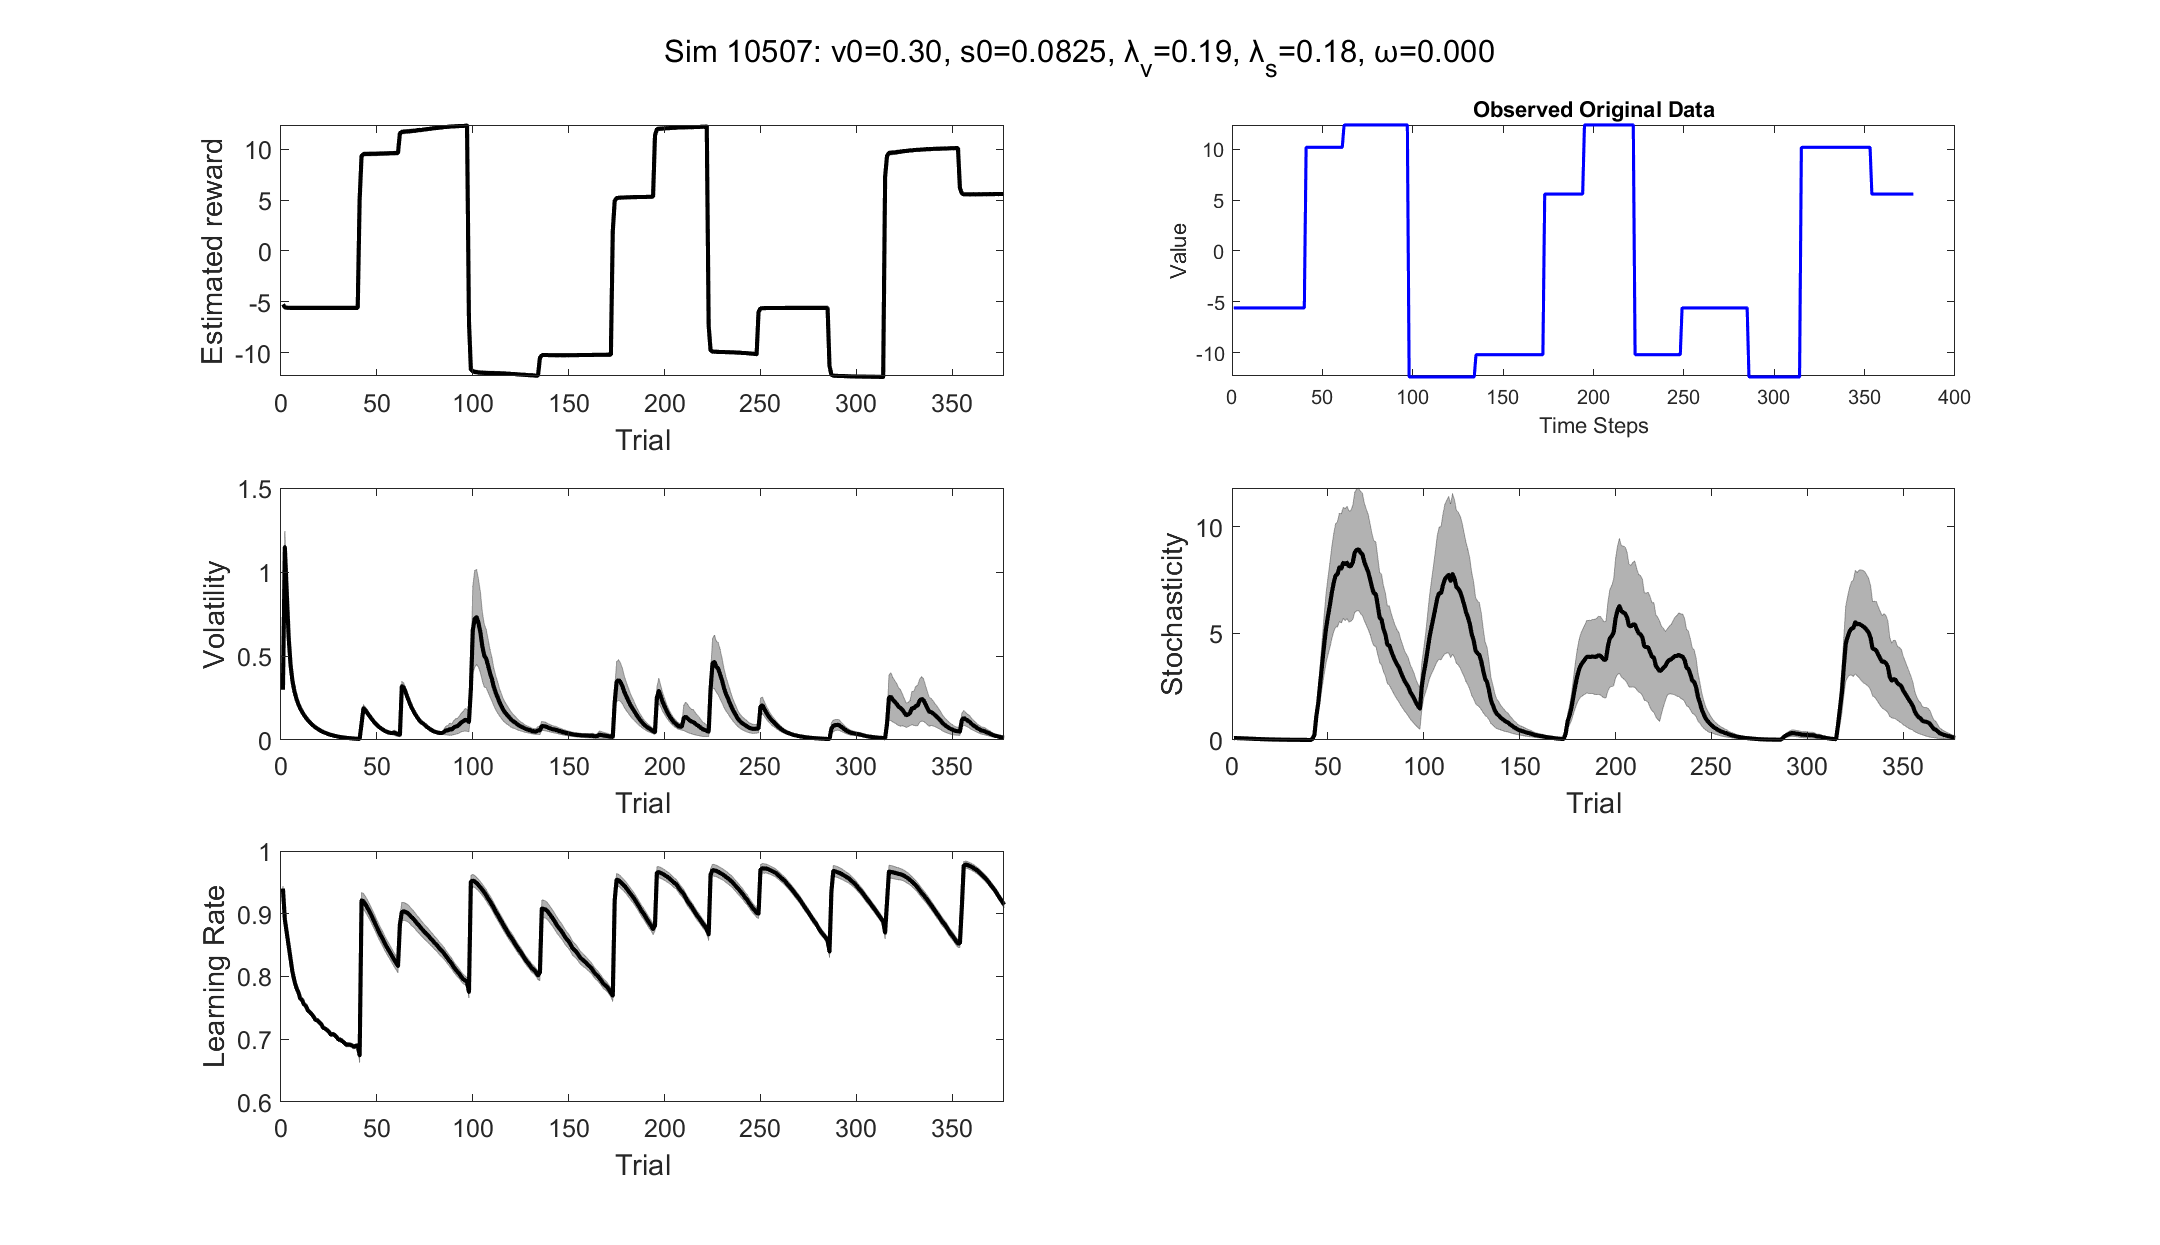 Sim 10507: v0=0.30, s0=0.0825, λ_v=0.19, λ_s=0.18, ω=0.000
Estimated reward
10
5
0
-5
-10
0 50 100 150 200 250 300 350
Trial
Observed Original Data
Value
10
5
0
-5
-10
0 50 100 150 200 250 300 350 400
Time Steps
Volatility
1.5
1
0.5
0
0 50 100 150 200 250 300 350
Trial
Stochasticity
10
5
0
0 50 100 150 200 250 300 350
Trial
Learning Rate
1
0.9
0.8
0.7
0.6
0 50 100 150 200 250 300 350
Trial